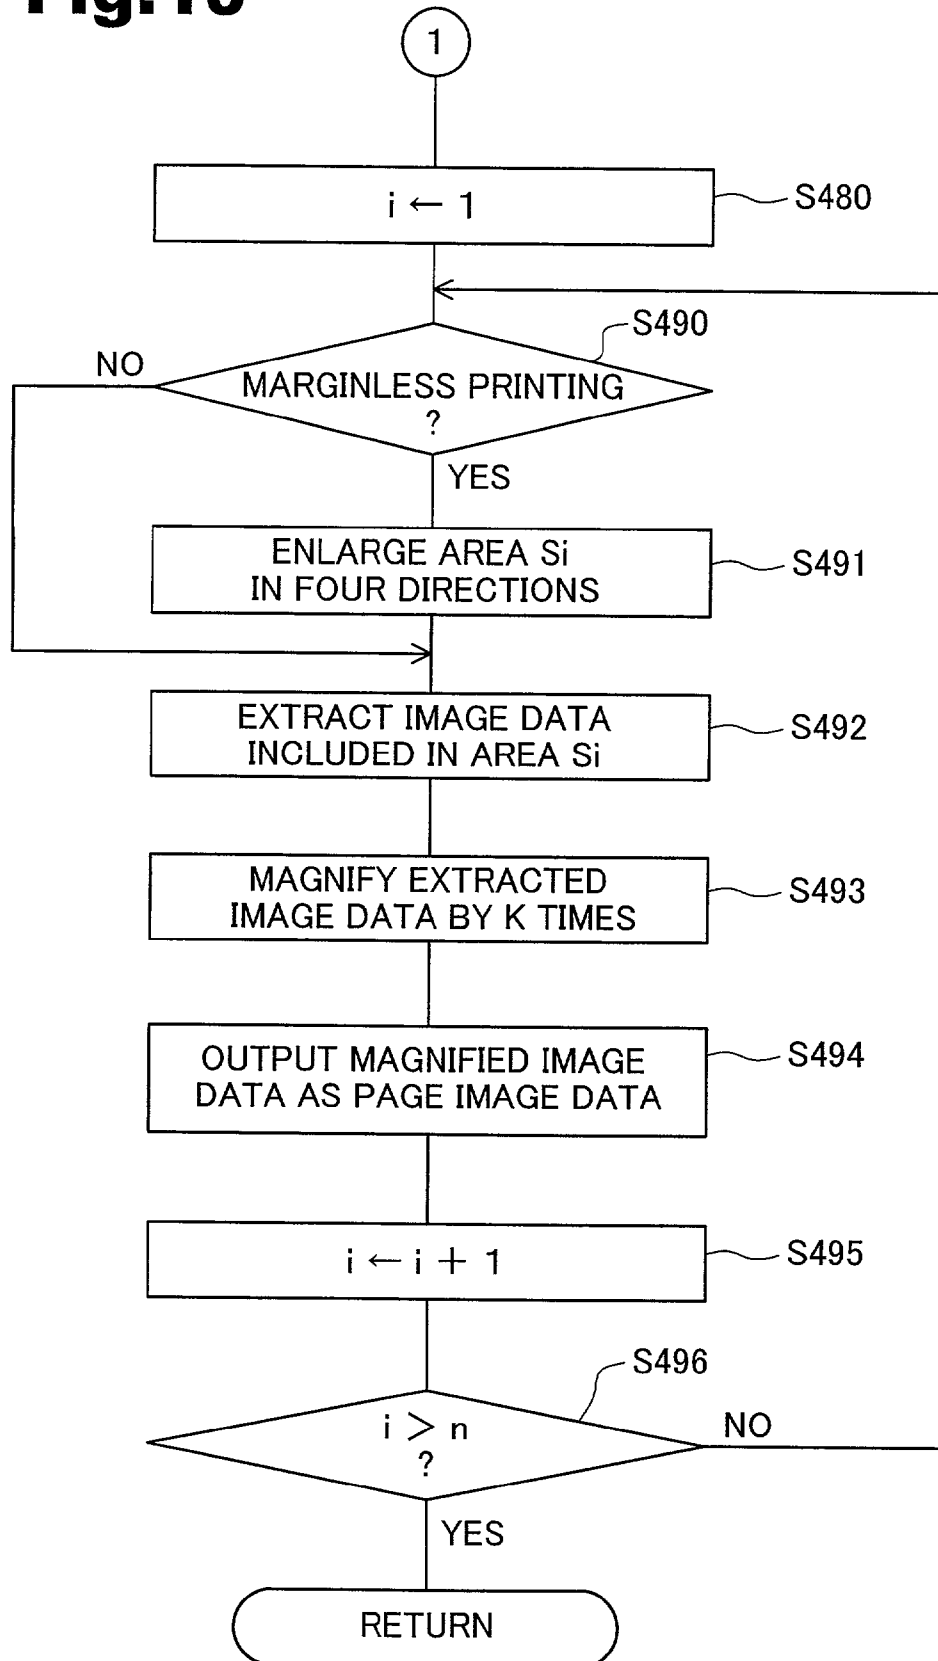 1
i ← 1
S480
S490
NO
MARGINLESS PRINTING
?
YES
ENLARGE AREA Si
IN FOUR DIRECTIONS
S491
EXTRACT IMAGE DATA
INCLUDED IN AREA Si
S492
MAGNIFY EXTRACTED
IMAGE DATA BY K TIMES
S493
OUTPUT MAGNIFIED IMAGE
DATA AS PAGE IMAGE DATA
S494
i ← i + 1
S495
S496
i > n
?
NO
YES
RETURN